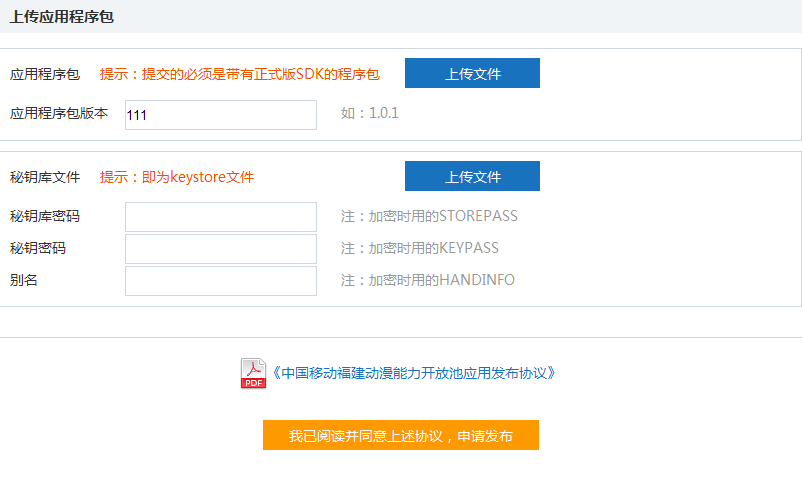 上传应用程序包
应用程序包 提示：提交的必须是带有正式版SDK的程序包 上传文件
应用程序包版本 111 如：1.0.1
秘钥库文件 提示：即为keystore文件 上传文件
秘钥库密码 注：加密时用的STOREPASS
秘钥密码 注：加密时用的KEYPASS
别名 注：加密时用的HANDINFO
PDF 《中国移动福建动漫能力开放池应用发布协议》
我已阅读并同意上述协议，申请发布